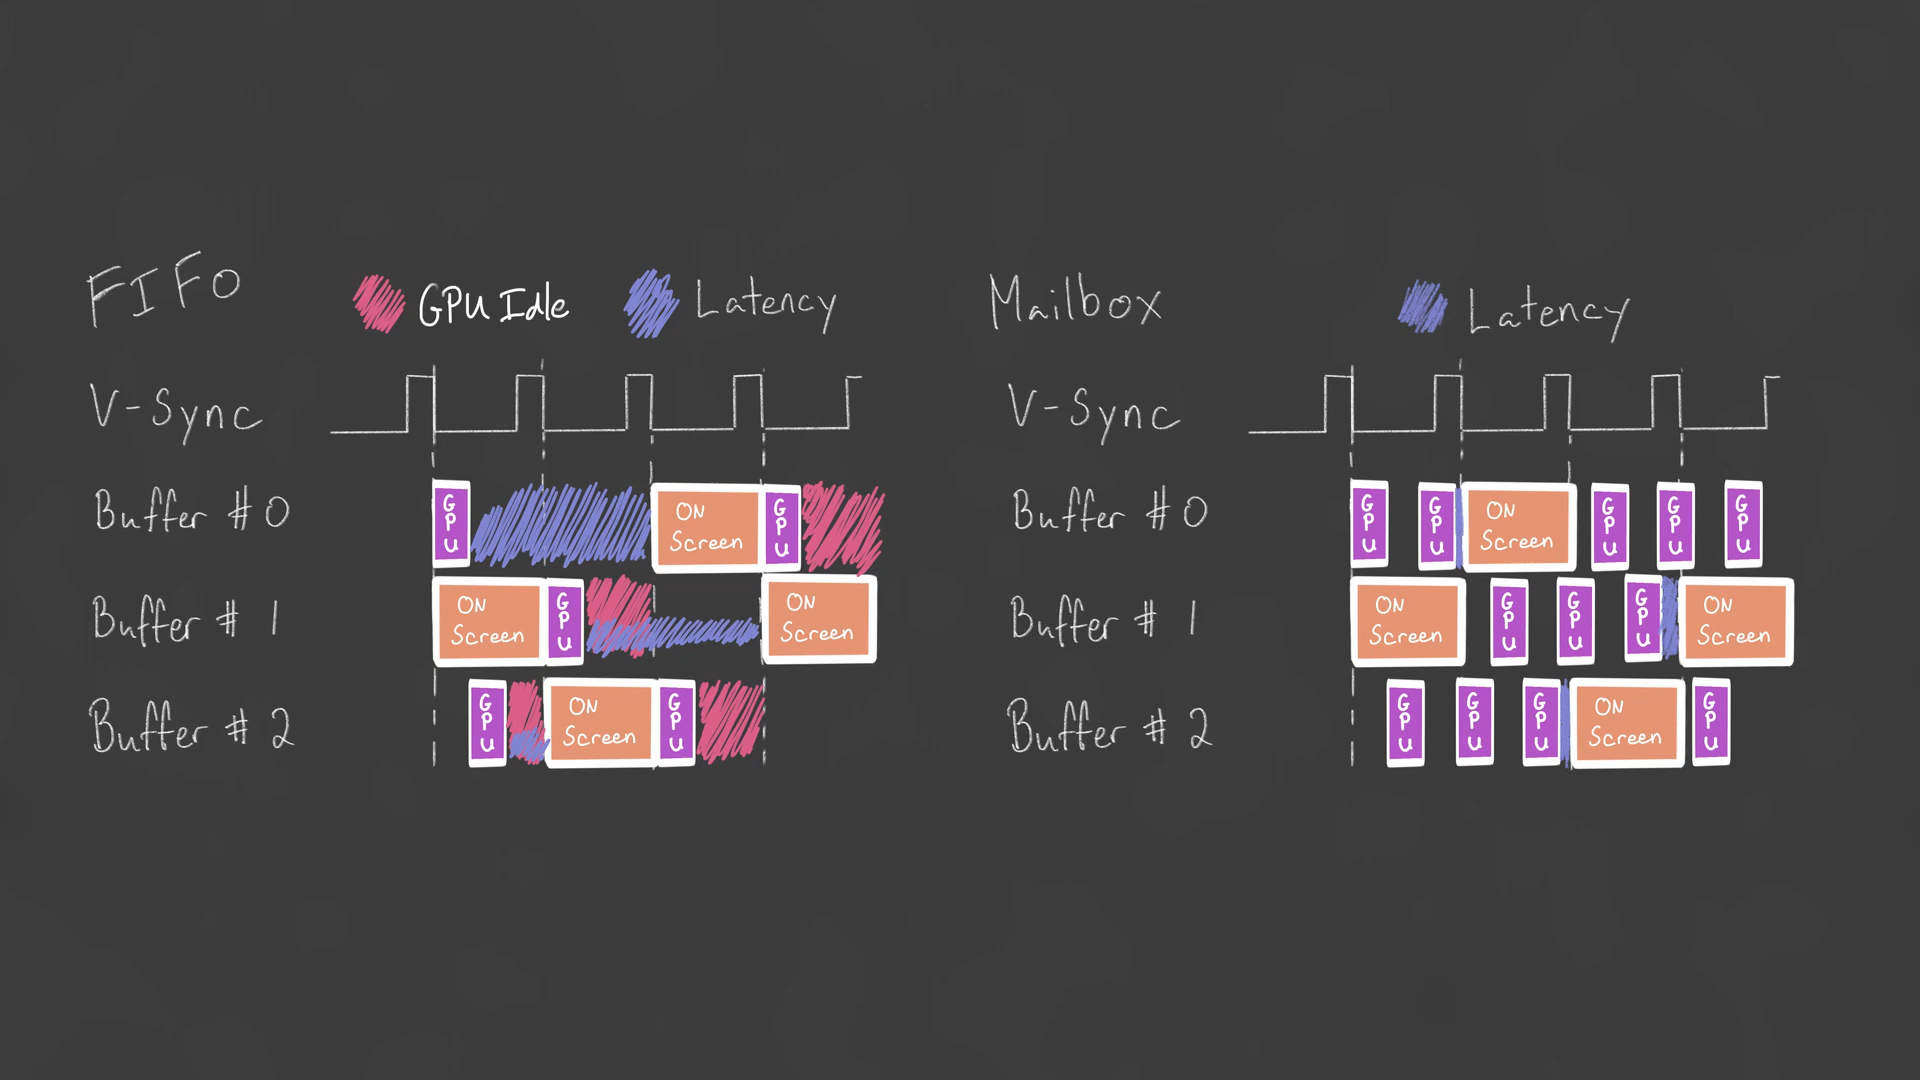 FIFO
GPU Idle
Latency
V-Sync
Buffer #0
GPU
ON
Screen
GPU
Buffer # 1
ON
Screen
GPU
ON
Screen
Buffer # 2
GPU
ON
Screen
GPU
Mailbox
Latency
V-Sync
Buffer #0
GPU
GPU
ON
Screen
GPU
GPU
GPU
Buffer # 1
ON
Screen
GPU
GPU
GPU
ON
Screen
Buffer # 2
GPU
GPU
GPU
ON
Screen
GPU